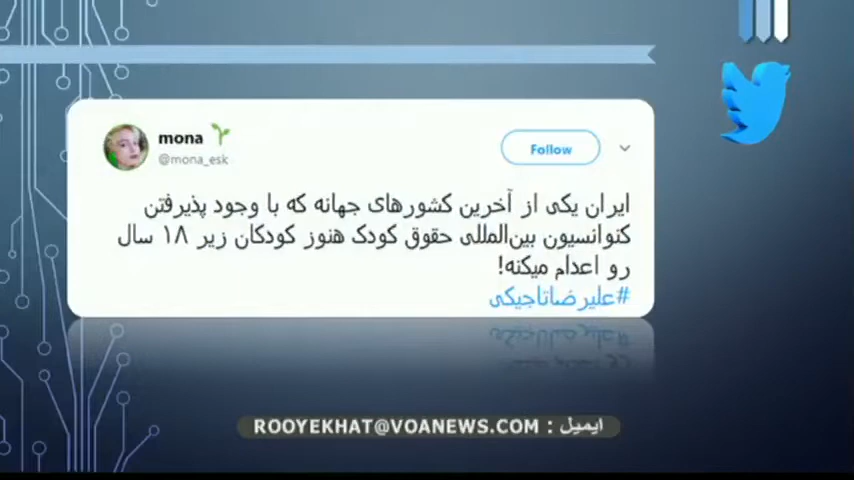 mona
@mona_esk
Follow
ایران یکی از آخرین کشورهای جهانه که با وجود پذیرفتن
کنوانسیون بین‌المللی حقوق کودک هنوز کودکان زیر ۱۸ سال
رو اعدام میکنه!
#علیرضاتاجیکی
ایمیل : ROOYEKHAT@VOANEWS.COM